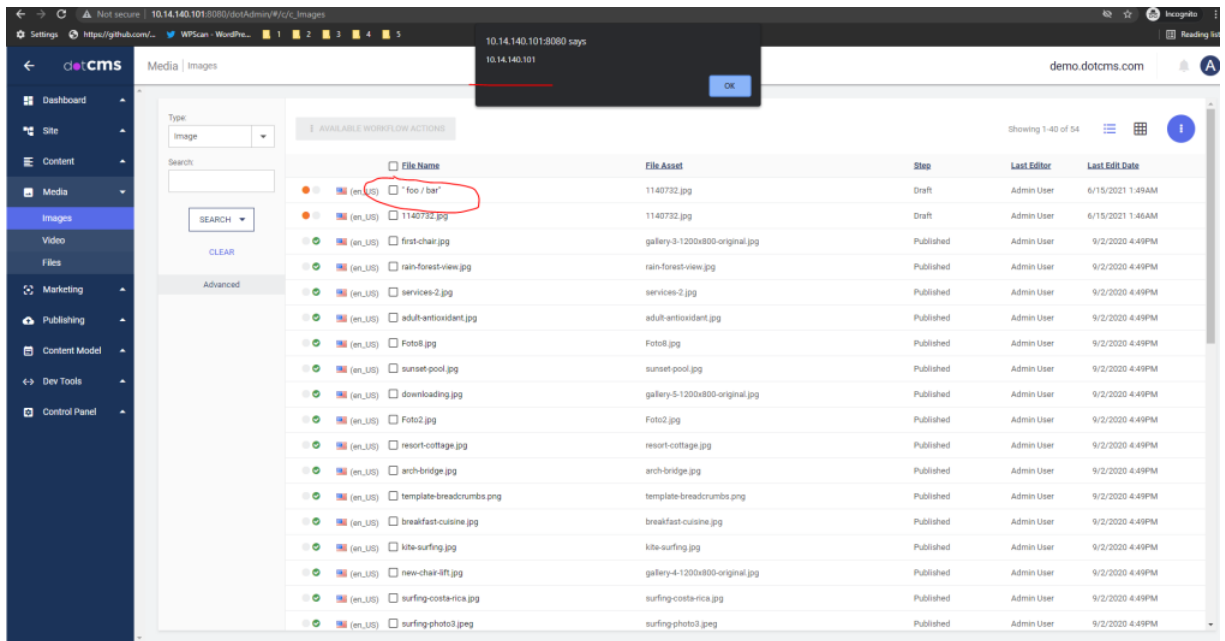 Not secure | 10.14.140.101:8080/dotAdmin/#/c/c_Images Incognito
Settings https://github.com/... WPScan - WordPre... 1 2 3 4 5 Reading list
10.14.140.101:8080 says
10.14.140.101
OK
dotCMS Media | Images demo.dotcms.com A
Dashboard
Site
Content
Media
Images
Video
Files
Marketing
Publishing
Content Model
Dev Tools
Control Panel
Type:
Image
Search:
SEARCH
CLEAR
Advanced
AVAILABLE WORKFLOW ACTIONS Showing 1-40 of 54
File Name File Asset Step Last Editor Last Edit Date
(en_US) " foo / bar" 1140732.jpg Draft Admin User 6/15/2021 1:49AM
(en_US) 1140732.jpg 1140732.jpg Draft Admin User 6/15/2021 1:46AM
(en_US) first-chair.jpg gallery-3-1200x800-original.jpg Published Admin User 9/2/2020 4:49PM
(en_US) rain-forest-view.jpg rain-forest-view.jpg Published Admin User 9/2/2020 4:49PM
(en_US) services-2.jpg services-2.jpg Published Admin User 9/2/2020 4:49PM
(en_US) adult-antioxidant.jpg adult-antioxidant.jpg Published Admin User 9/2/2020 4:49PM
(en_US) Foto8.jpg Foto8.jpg Published Admin User 9/2/2020 4:49PM
(en_US) sunset-pool.jpg sunset-pool.jpg Published Admin User 9/2/2020 4:49PM
(en_US) downloading.jpg gallery-5-1200x800-original.jpg Published Admin User 9/2/2020 4:49PM
(en_US) Foto2.jpg Foto2.jpg Published Admin User 9/2/2020 4:49PM
(en_US) resort-cottage.jpg resort-cottage.jpg Published Admin User 9/2/2020 4:49PM
(en_US) arch-bridge.jpg arch-bridge.jpg Published Admin User 9/2/2020 4:49PM
(en_US) template-breadcrumbs.png template-breadcrumbs.png Published Admin User 9/2/2020 4:49PM
(en_US) breakfast-cuisine.jpg breakfast-cuisine.jpg Published Admin User 9/2/2020 4:49PM
(en_US) kite-surfing.jpg kite-surfing.jpg Published Admin User 9/2/2020 4:49PM
(en_US) new-chair-lift.jpg gallery-4-1200x800-original.jpg Published Admin User 9/2/2020 4:49PM
(en_US) surfing-costa-rica.jpg surfing-costa-rica.jpg Published Admin User 9/2/2020 4:49PM
(en_US) surfing-photo3.jpeg surfing-photo3.jpeg Published Admin User 9/2/2020 4:49PM